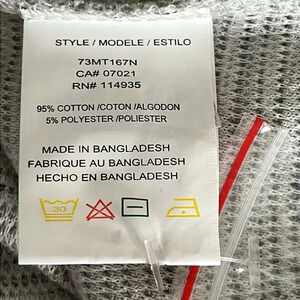 STYLE / MODELE / ESTILO
73MT167N
CA# 07021
RN# 114935
95% COTTON /COTON /ALGODON
5% POLYESTER /POLIESTER
MADE IN BANGLADESH
FABRIQUE AU BANGLADESH
HECHO EN BANGLADESH
30